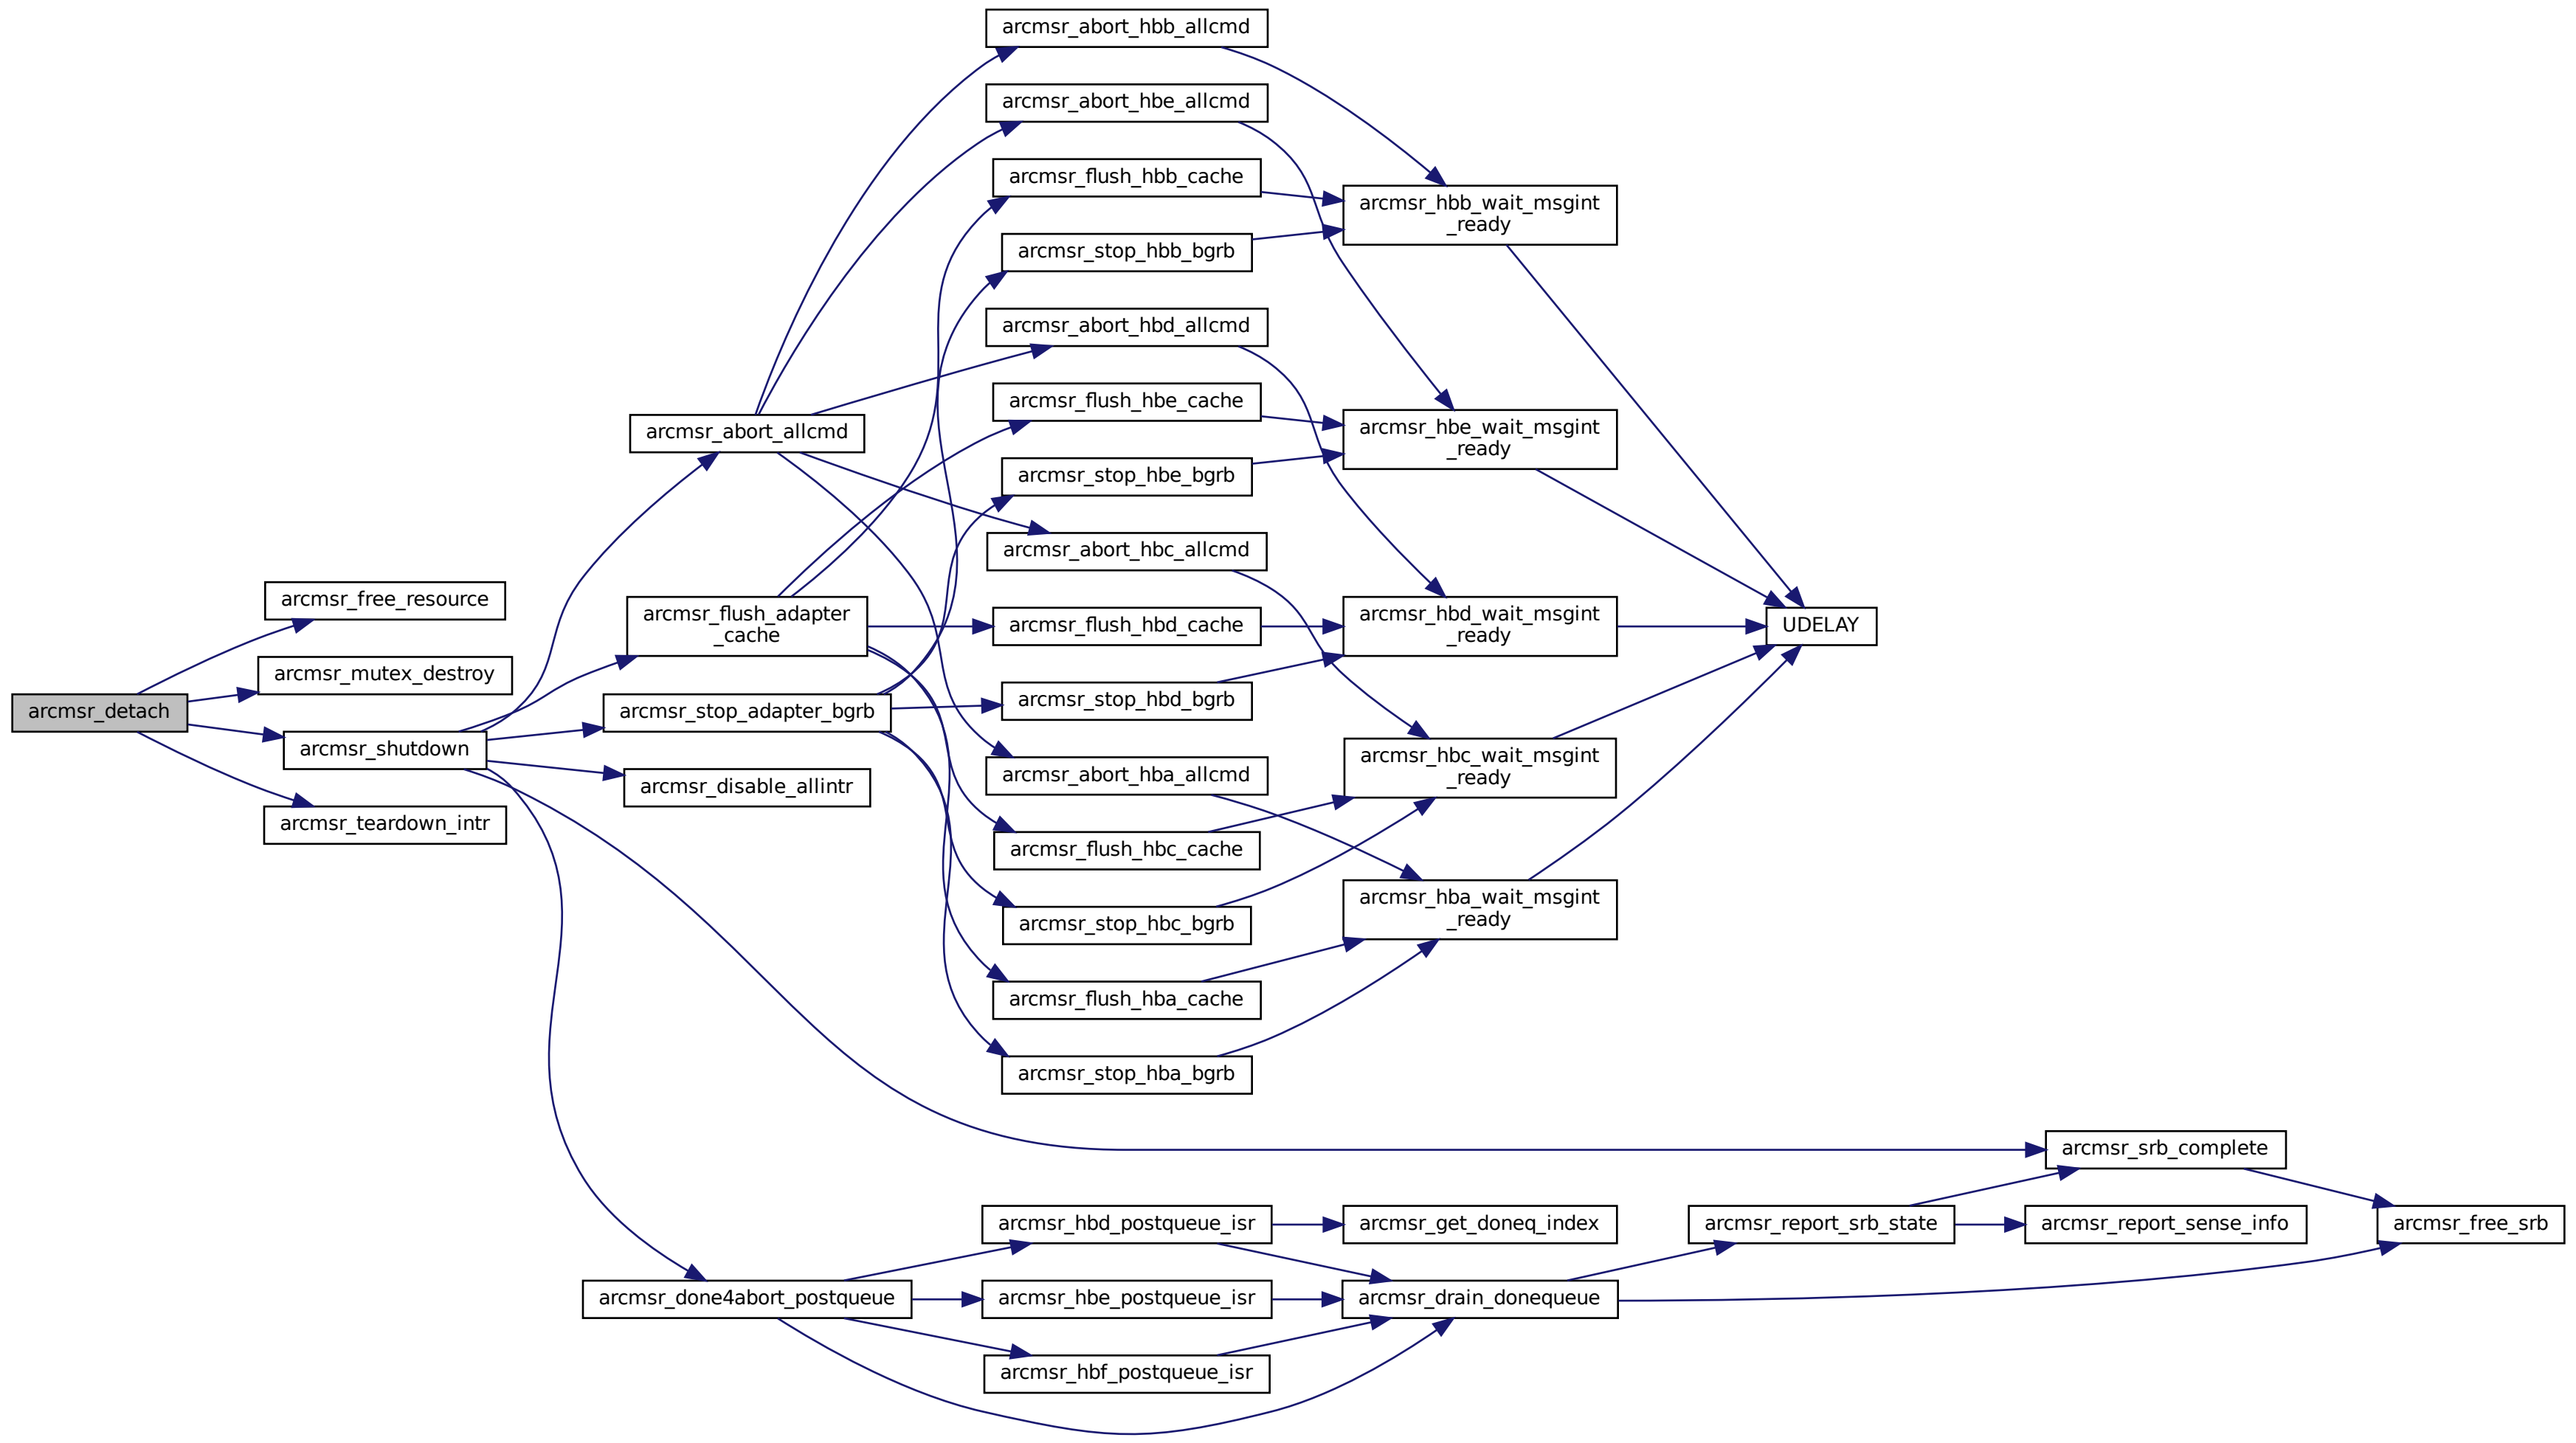 arcmsr_detach
arcmsr_free_resource
arcmsr_mutex_destroy
arcmsr_shutdown
arcmsr_teardown_intr
arcmsr_abort_allcmd
arcmsr_flush_adapter
_cache
arcmsr_stop_adapter_bgrb
arcmsr_disable_allintr
arcmsr_done4abort_postqueue
arcmsr_abort_hbb_allcmd
arcmsr_abort_hbe_allcmd
arcmsr_flush_hbb_cache
arcmsr_stop_hbb_bgrb
arcmsr_abort_hbd_allcmd
arcmsr_flush_hbe_cache
arcmsr_stop_hbe_bgrb
arcmsr_abort_hbc_allcmd
arcmsr_flush_hbd_cache
arcmsr_stop_hbd_bgrb
arcmsr_abort_hba_allcmd
arcmsr_flush_hbc_cache
arcmsr_stop_hbc_bgrb
arcmsr_flush_hba_cache
arcmsr_stop_hba_bgrb
arcmsr_hbd_postqueue_isr
arcmsr_hbe_postqueue_isr
arcmsr_hbf_postqueue_isr
arcmsr_hbb_wait_msgint
_ready
arcmsr_hbe_wait_msgint
_ready
arcmsr_hbd_wait_msgint
_ready
arcmsr_hbc_wait_msgint
_ready
arcmsr_hba_wait_msgint
_ready
arcmsr_get_doneq_index
arcmsr_drain_donequeue
UDELAY
arcmsr_report_srb_state
arcmsr_srb_complete
arcmsr_report_sense_info
arcmsr_free_srb